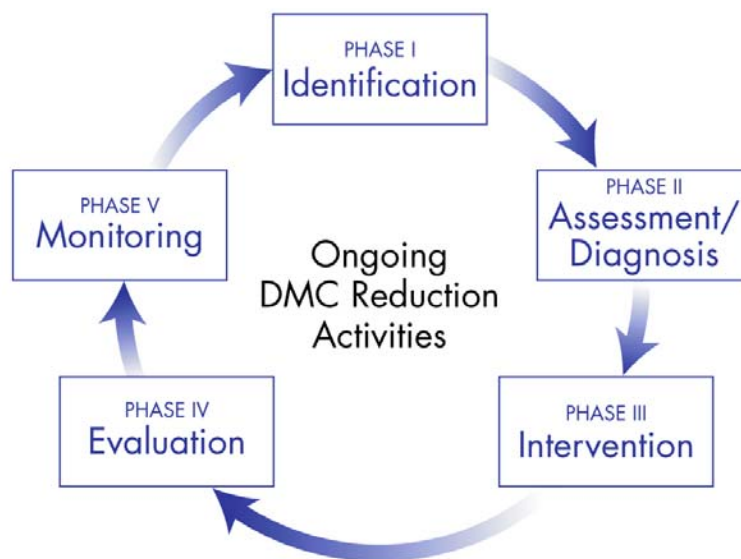 PHASE I
Identification
PHASE II
Assessment/
Diagnosis
PHASE III
Intervention
PHASE IV
Evaluation
PHASE V
Monitoring
Ongoing
DMC Reduction
Activities